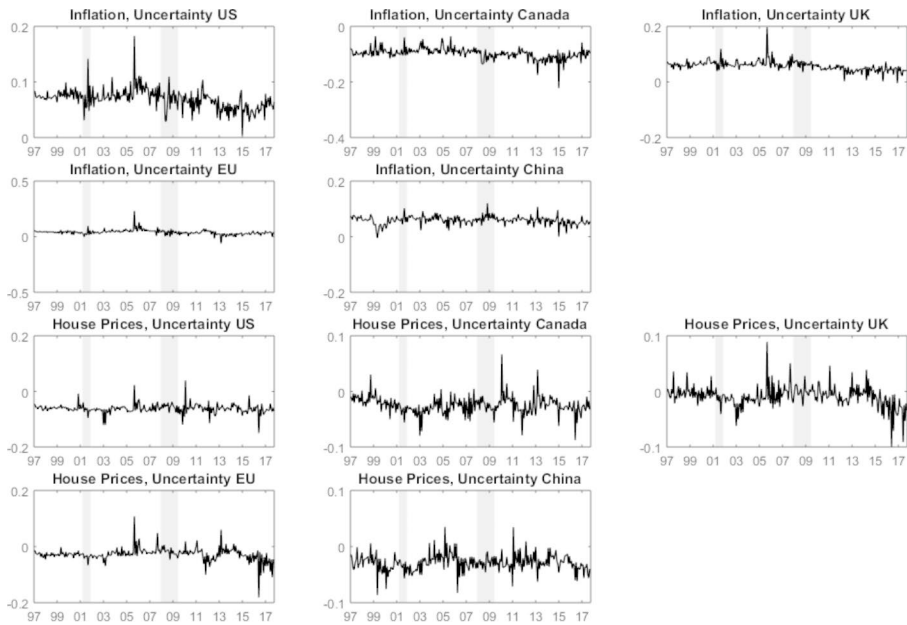 Inflation, Uncertainty US
0.2
0.1
0
97 99 01 03 05 07 09 11 13 15 17
Inflation, Uncertainty Canada
0
-0.2
-0.4
97 99 01 03 05 07 09 11 13 15 17
Inflation, Uncertainty UK
0.2
0
-0.2
97 99 01 03 05 07 09 11 13 15 17
Inflation, Uncertainty EU
0.5
0
-0.5
97 99 01 03 05 07 09 11 13 15 17
Inflation, Uncertainty China
0.2
0
-0.2
97 99 01 03 05 07 09 11 13 15 17
House Prices, Uncertainty US
0.2
0
-0.2
97 99 01 03 05 07 09 11 13 15 17
House Prices, Uncertainty Canada
0.1
0
-0.1
97 99 01 03 05 07 09 11 13 15 17
House Prices, Uncertainty UK
0.1
0
-0.1
97 99 01 03 05 07 09 11 13 15 17
House Prices, Uncertainty EU
0.2
0
-0.2
97 99 01 03 05 07 09 11 13 15 17
House Prices, Uncertainty China
0.1
0
-0.1
97 99 01 03 05 07 09 11 13 15 17